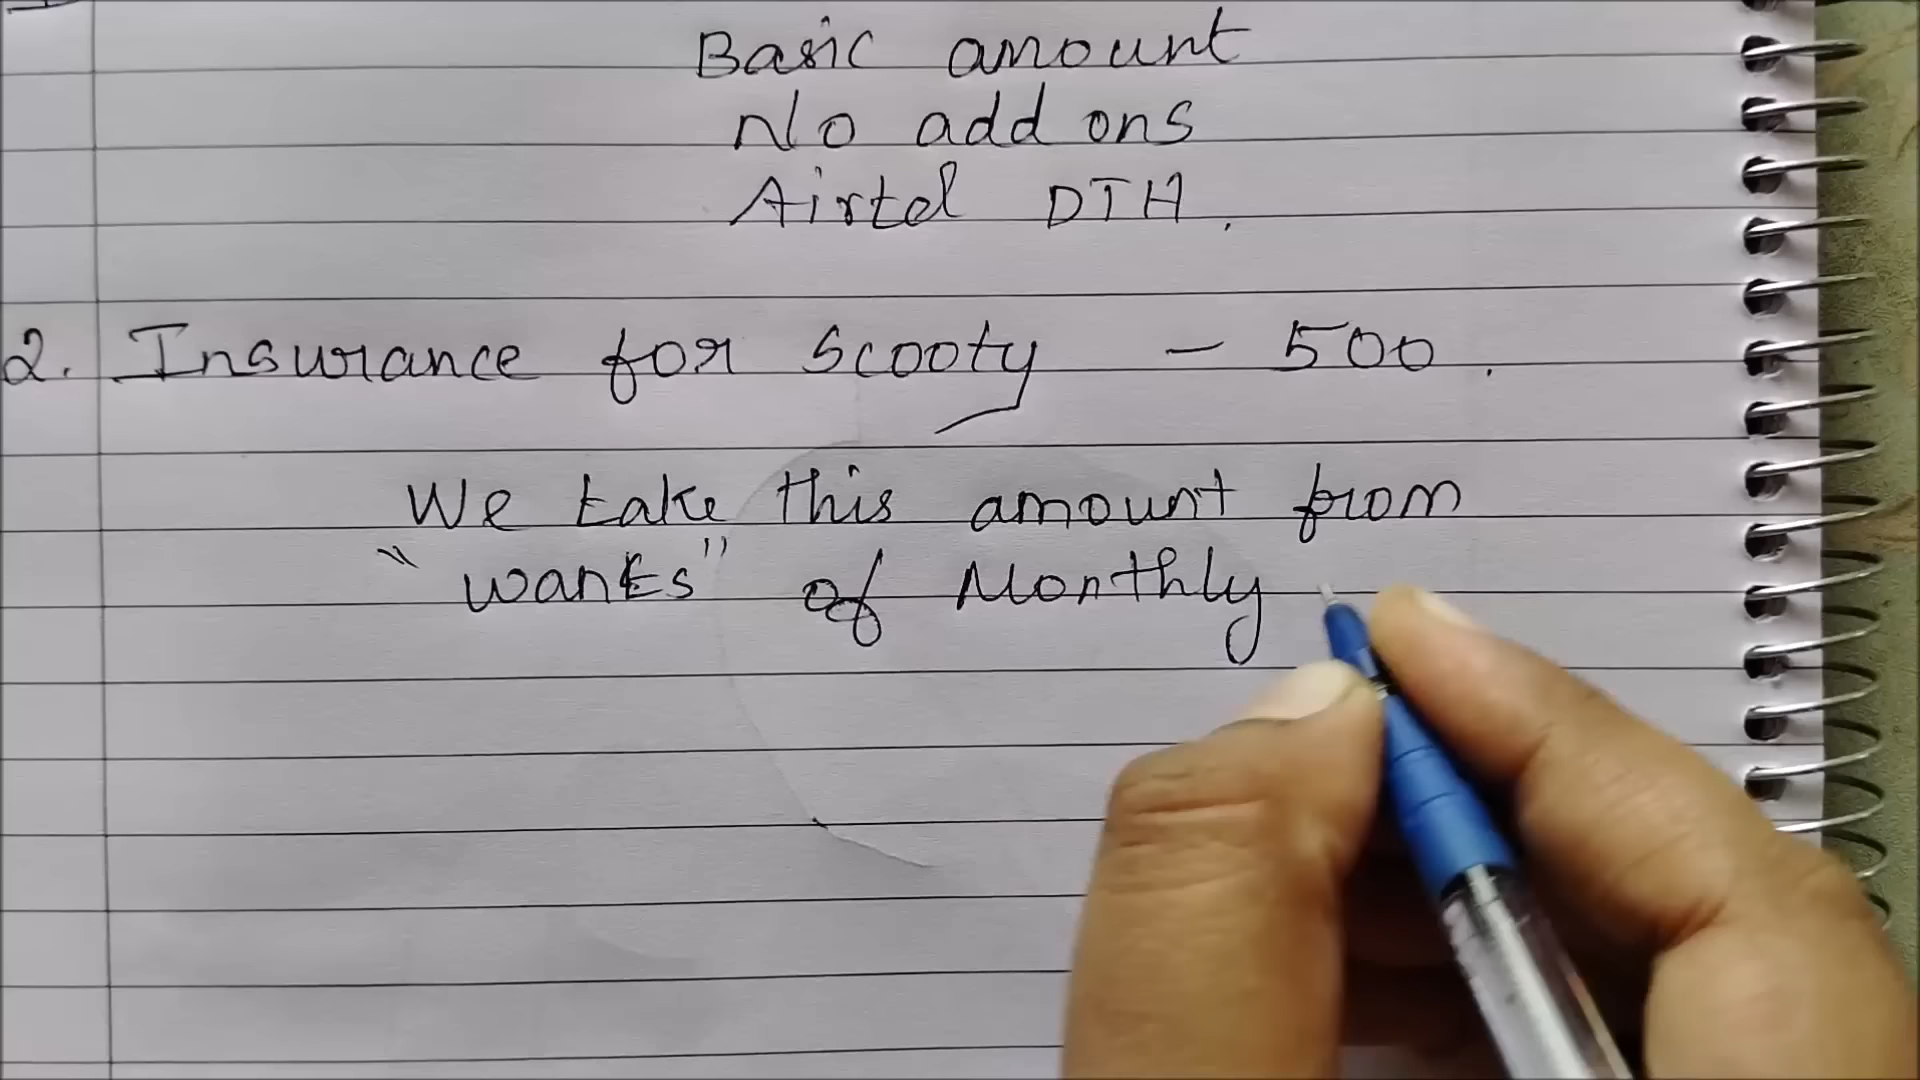 Basic amount
No add ons
Airtel DTH.
2. Insurance for Scooty - 500.
We take this amount from
"wants" of Monthly